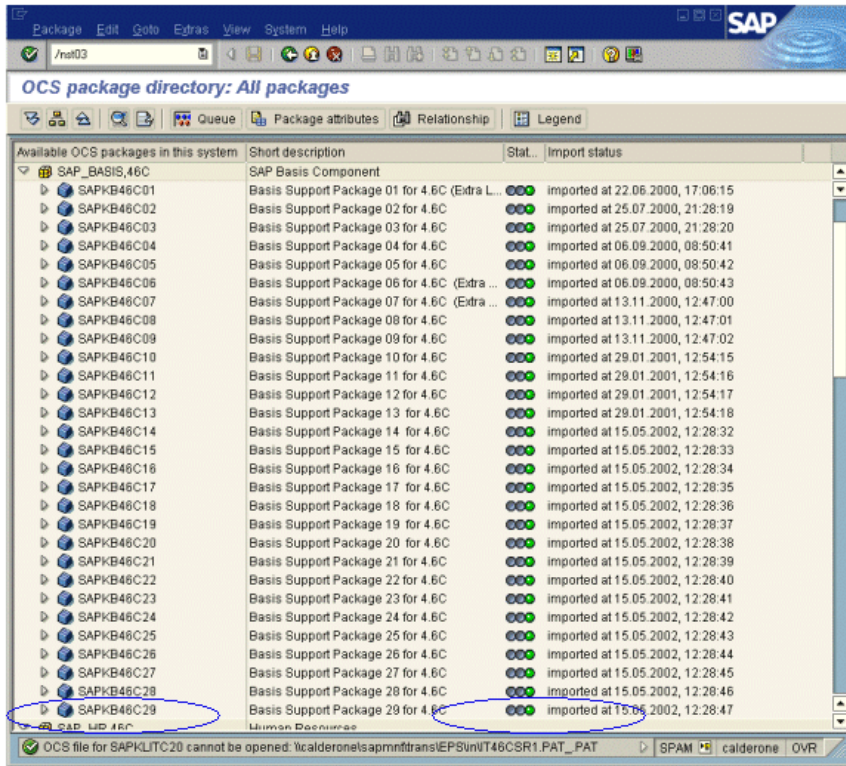 Package Edit Goto Extras View System Help
SAP
/nst03
OCS package directory: All packages
Queue Package attributes Relationship Legend
Available OCS packages in this system Short description Stat... Import status
SAP_BASIS,46C SAP Basis Component
SAPKB46C01 Basis Support Package 01 for 4.6C (Extra L... imported at 22.06.2000, 17:06:15
SAPKB46C02 Basis Support Package 02 for 4.6C imported at 25.07.2000, 21:28:19
SAPKB46C03 Basis Support Package 03 for 4.6C imported at 25.07.2000, 21:28:20
SAPKB46C04 Basis Support Package 04 for 4.6C imported at 06.09.2000, 08:50:41
SAPKB46C05 Basis Support Package 05 for 4.6C imported at 06.09.2000, 08:50:42
SAPKB46C06 Basis Support Package 06 for 4.6C (Extra ... imported at 06.09.2000, 08:50:43
SAPKB46C07 Basis Support Package 07 for 4.6C (Extra ... imported at 13.11.2000, 12:47:00
SAPKB46C08 Basis Support Package 08 for 4.6C imported at 13.11.2000, 12:47:01
SAPKB46C09 Basis Support Package 09 for 4.6C imported at 13.11.2000, 12:47:02
SAPKB46C10 Basis Support Package 10 for 4.6C imported at 29.01.2001, 12:54:15
SAPKB46C11 Basis Support Package 11 for 4.6C imported at 29.01.2001, 12:54:16
SAPKB46C12 Basis Support Package 12 for 4.6C imported at 29.01.2001, 12:54:17
SAPKB46C13 Basis Support Package 13 for 4.6C imported at 29.01.2001, 12:54:18
SAPKB46C14 Basis Support Package 14 for 4.6C imported at 15.05.2002, 12:28:32
SAPKB46C15 Basis Support Package 15 for 4.6C imported at 15.05.2002, 12:28:33
SAPKB46C16 Basis Support Package 16 for 4.6C imported at 15.05.2002, 12:28:34
SAPKB46C17 Basis Support Package 17 for 4.6C imported at 15.05.2002, 12:28:35
SAPKB46C18 Basis Support Package 18 for 4.6C imported at 15.05.2002, 12:28:36
SAPKB46C19 Basis Support Package 19 for 4.6C imported at 15.05.2002, 12:28:37
SAPKB46C20 Basis Support Package 20 for 4.6C imported at 15.05.2002, 12:28:38
SAPKB46C21 Basis Support Package 21 for 4.6C imported at 15.05.2002, 12:28:39
SAPKB46C22 Basis Support Package 22 for 4.6C imported at 15.05.2002, 12:28:40
SAPKB46C23 Basis Support Package 23 for 4.6C imported at 15.05.2002, 12:28:41
SAPKB46C24 Basis Support Package 24 for 4.6C imported at 15.05.2002, 12:28:42
SAPKB46C25 Basis Support Package 25 for 4.6C imported at 15.05.2002, 12:28:43
SAPKB46C26 Basis Support Package 26 for 4.6C imported at 15.05.2002, 12:28:44
SAPKB46C27 Basis Support Package 27 for 4.6C imported at 15.05.2002, 12:28:45
SAPKB46C28 Basis Support Package 28 for 4.6C imported at 15.05.2002, 12:28:46
SAPKB46C29 Basis Support Package 29 for 4.6C imported at 15.05.2002, 12:28:47
SAP_HR,46C Human Resources
OCS file for SAPKLITC20 cannot be opened: \\calderone\sapmnt\trans\EPS\in\IT46CSR1.PAT_.PAT SPAM calderone OVR